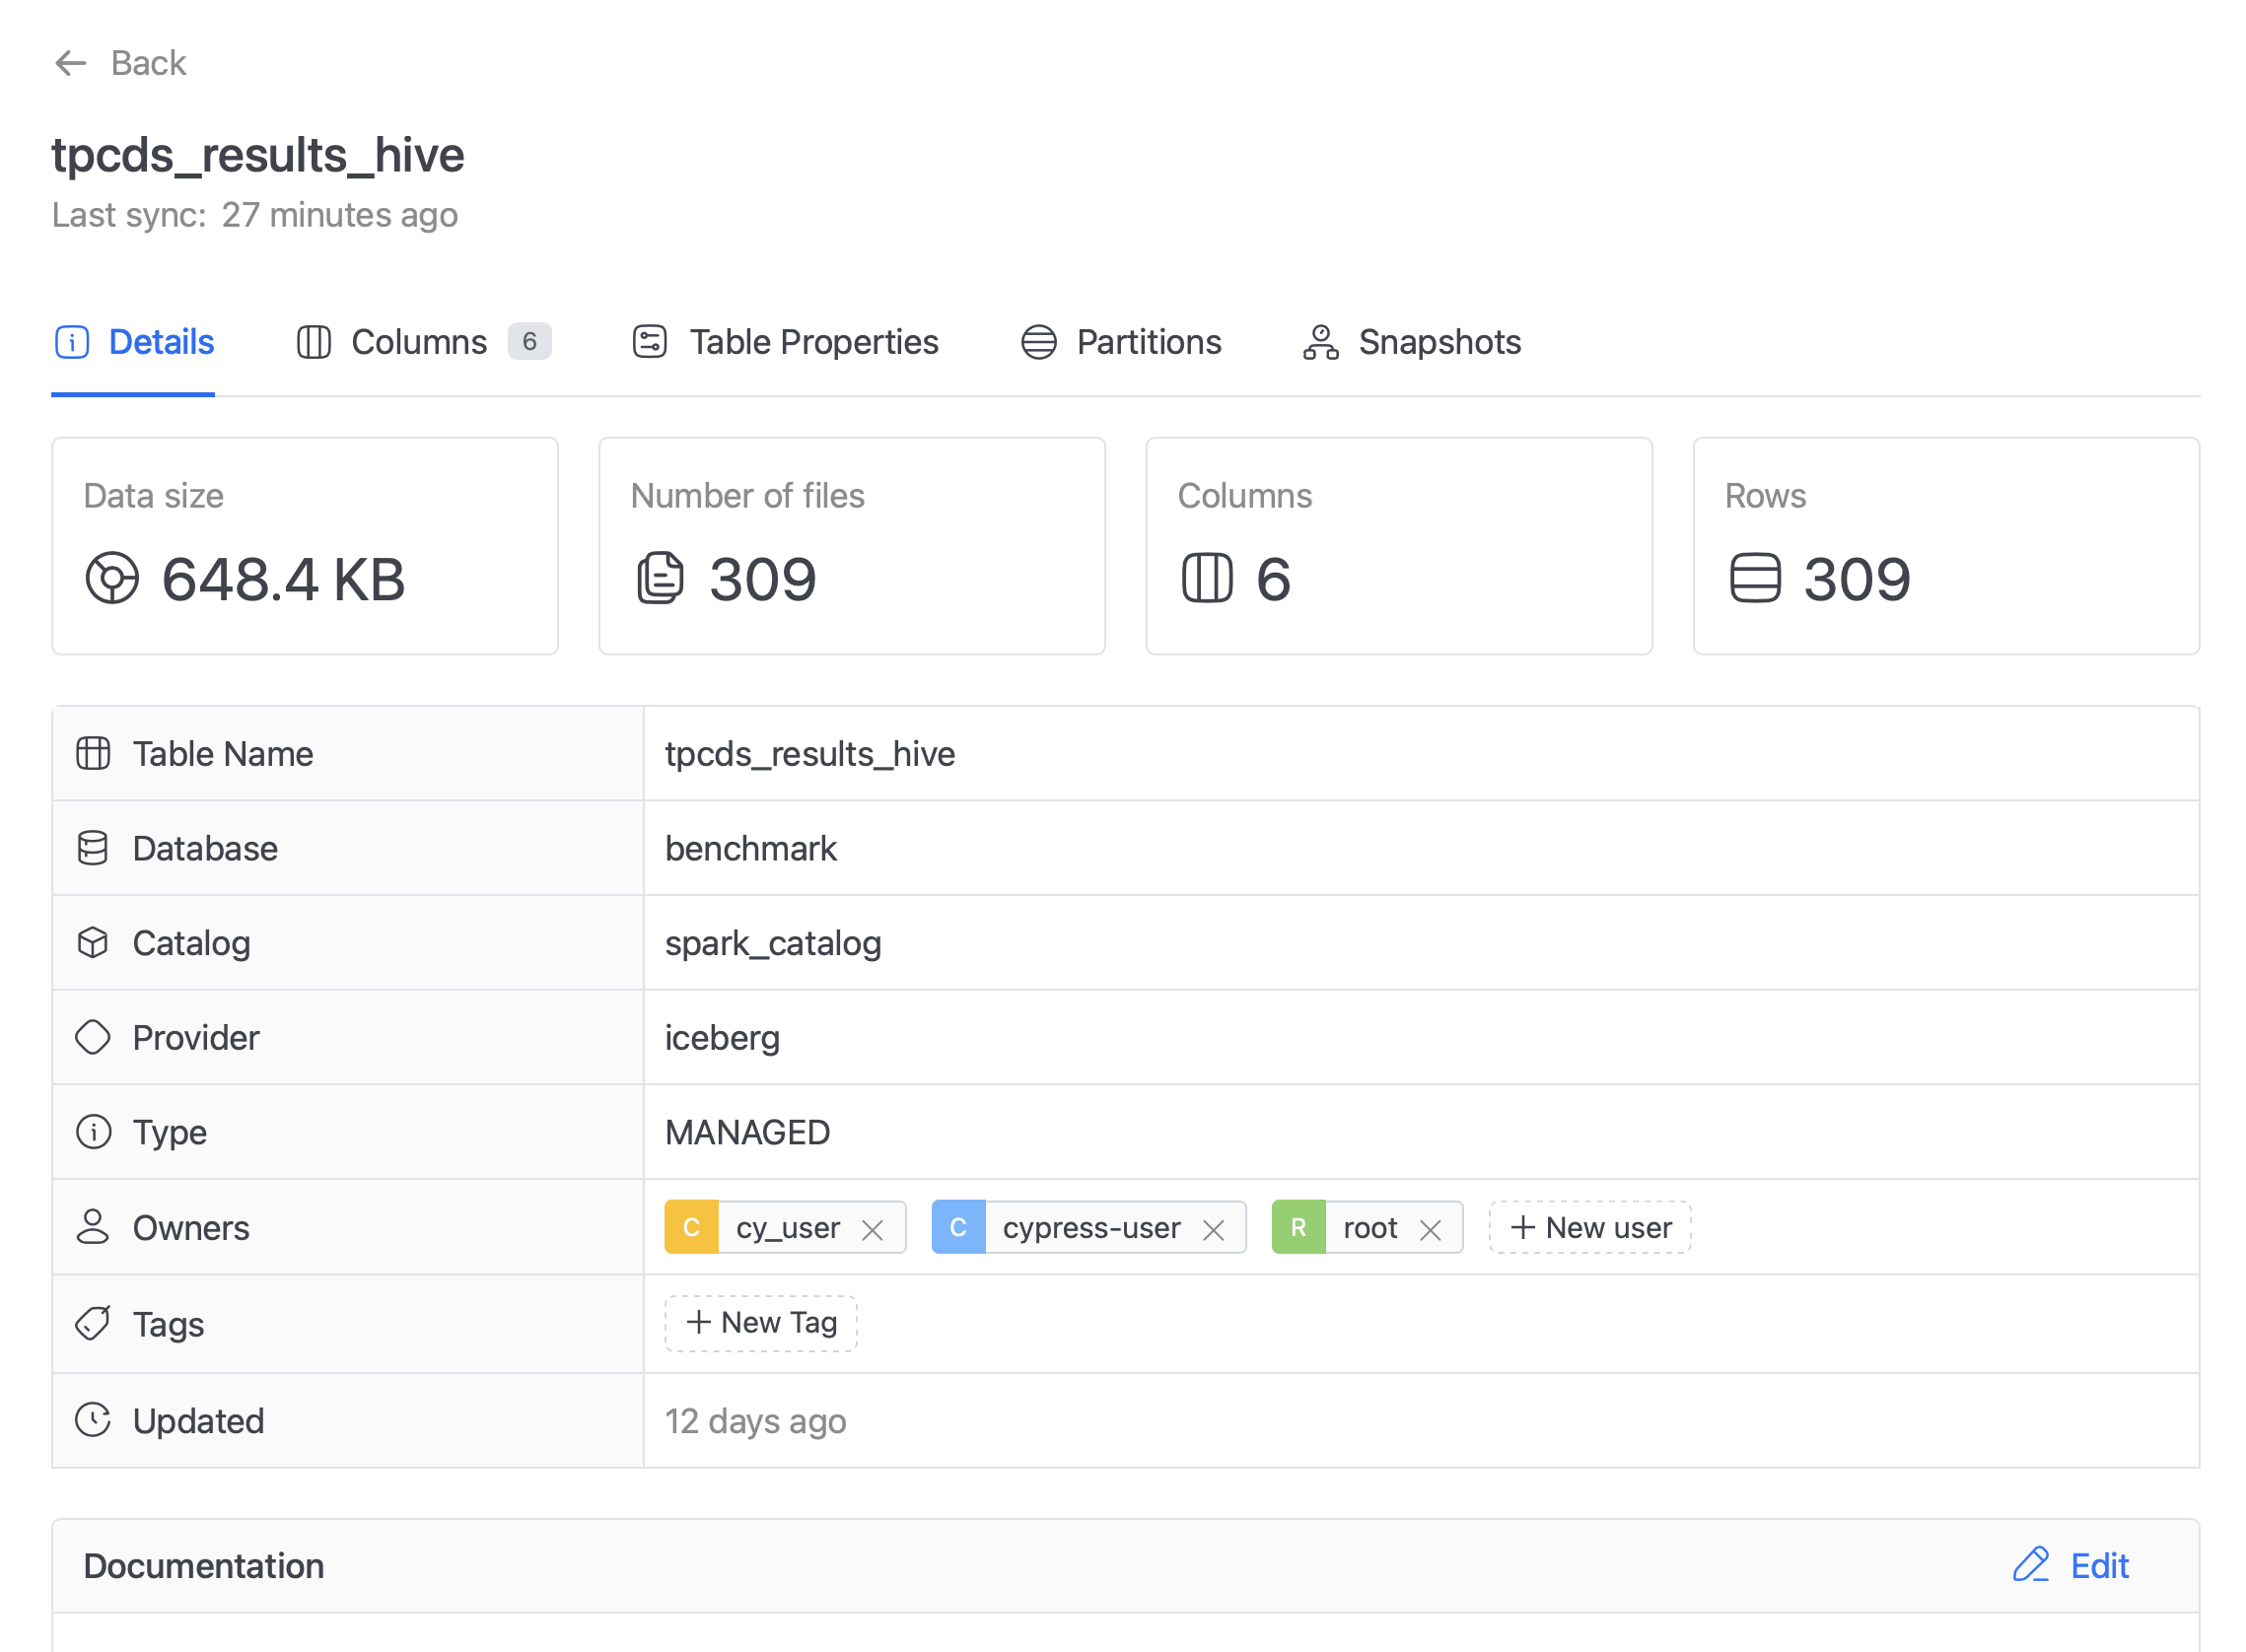 Back
tpcds_results_hive
Last sync: 27 minutes ago
Details Columns 6 Table Properties Partitions Snapshots
Data size Number of files Columns Rows
648.4 KB 309 6 309
Table Name tpcds_results_hive
Database benchmark
Catalog spark_catalog
Provider iceberg
Type MANAGED
Owners C cy_user C cypress-user R root + New user
Tags + New Tag
Updated 12 days ago
Documentation Edit